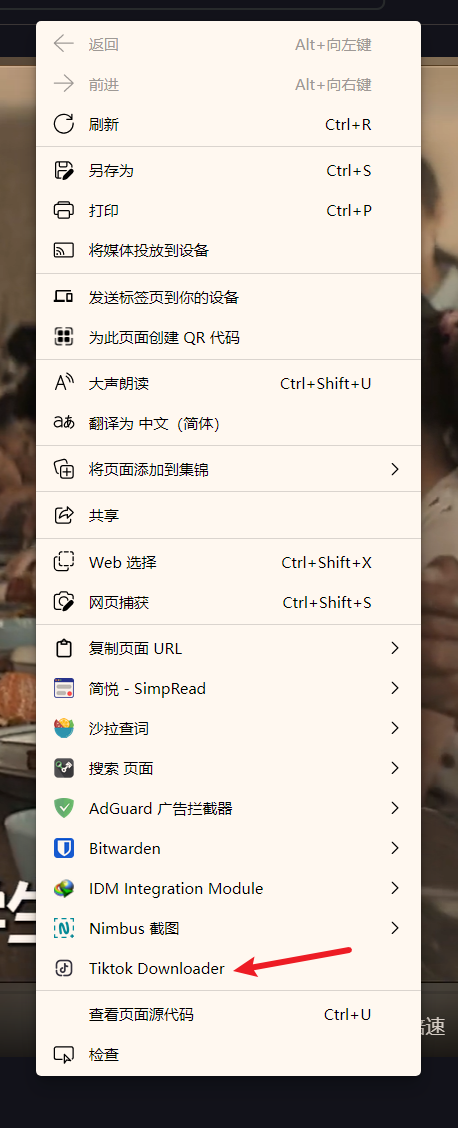 返回 Alt+向左键
前进 Alt+向右键
刷新 Ctrl+R
另存为 Ctrl+S
打印 Ctrl+P
将媒体投放到设备
发送标签页到你的设备
为此页面创建 QR 代码
大声朗读 Ctrl+Shift+U
翻译为 中文（简体）
将页面添加到集锦
共享
Web 选择 Ctrl+Shift+X
网页捕获 Ctrl+Shift+S
复制页面 URL
简悦 - SimpRead
沙拉查词
搜索 页面
AdGuard 广告拦截器
Bitwarden
IDM Integration Module
Nimbus 截图
Tiktok Downloader
查看页面源代码 Ctrl+U
倍速
检查